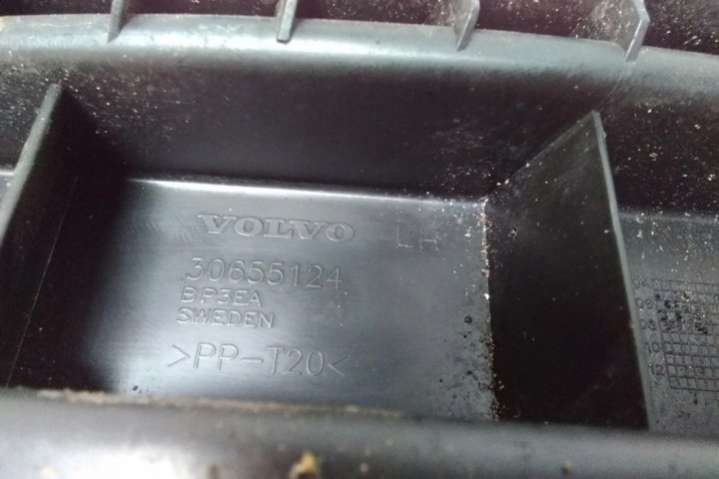 VOLVO LH
30655124
BP3EA
SWEDEN
>PP-T20<